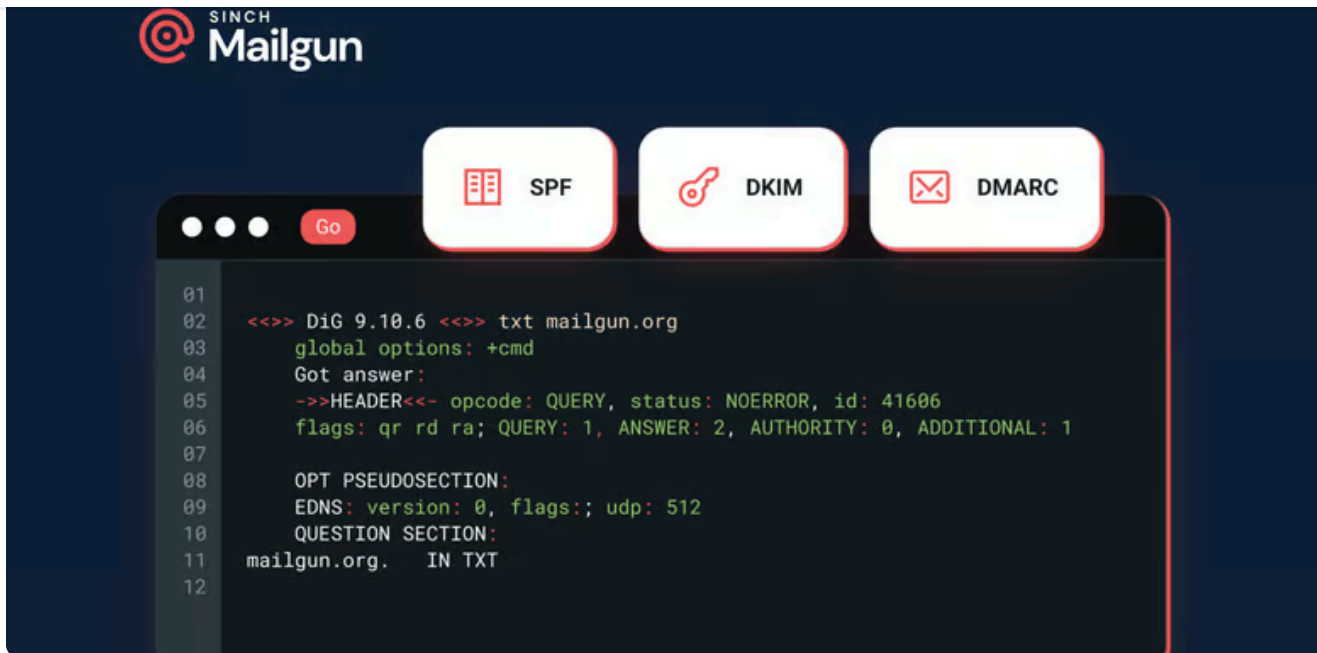 SINCH
Mailgun
SPF
DKIM
DMARC
Go
01
02 <<>> DiG 9.10.6 <<>> txt mailgun.org
03 global options: +cmd
04 Got answer:
05 ->>HEADER<<- opcode: QUERY, status: NOERROR, id: 41606
06 flags: qr rd ra; QUERY: 1, ANSWER: 2, AUTHORITY: 0, ADDITIONAL: 1
07
08 OPT PSEUDOSECTION:
09 EDNS: version: 0, flags:; udp: 512
10 QUESTION SECTION:
11 mailgun.org. IN TXT
12